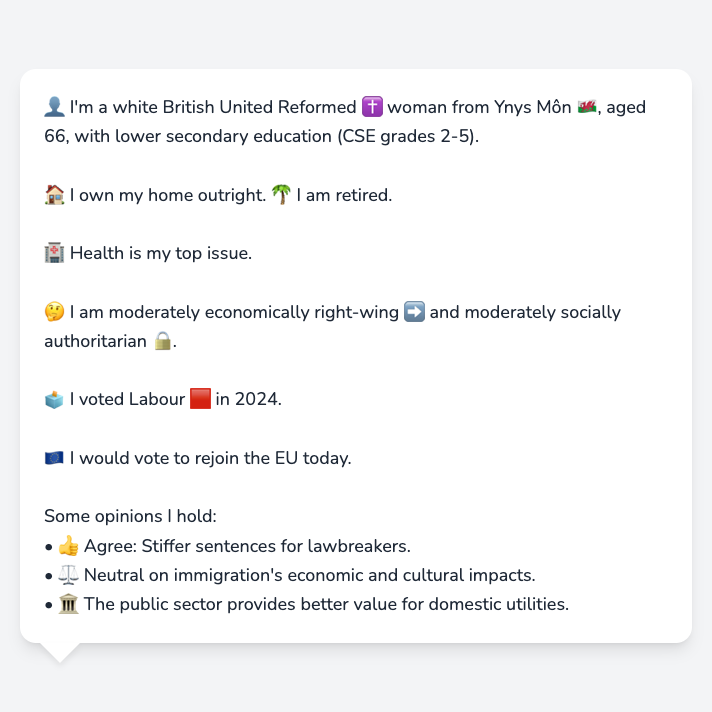 👤 I'm a white British United Reformed ✝️ woman from Ynys Môn 🏴󠁧󠁢󠁷󠁬󠁳󠁿, aged
66, with lower secondary education (CSE grades 2-5).
🏠 I own my home outright. 🌴 I am retired.
🏥 Health is my top issue.
🤔 I am moderately economically right-wing ➡️ and moderately socially
authoritarian 🔒.
🗳️ I voted Labour 🟥 in 2024.
🇪🇺 I would vote to rejoin the EU today.
Some opinions I hold:
• 👍 Agree: Stiffer sentences for lawbreakers.
• ⚖️ Neutral on immigration's economic and cultural impacts.
• 🏛️ The public sector provides better value for domestic utilities.